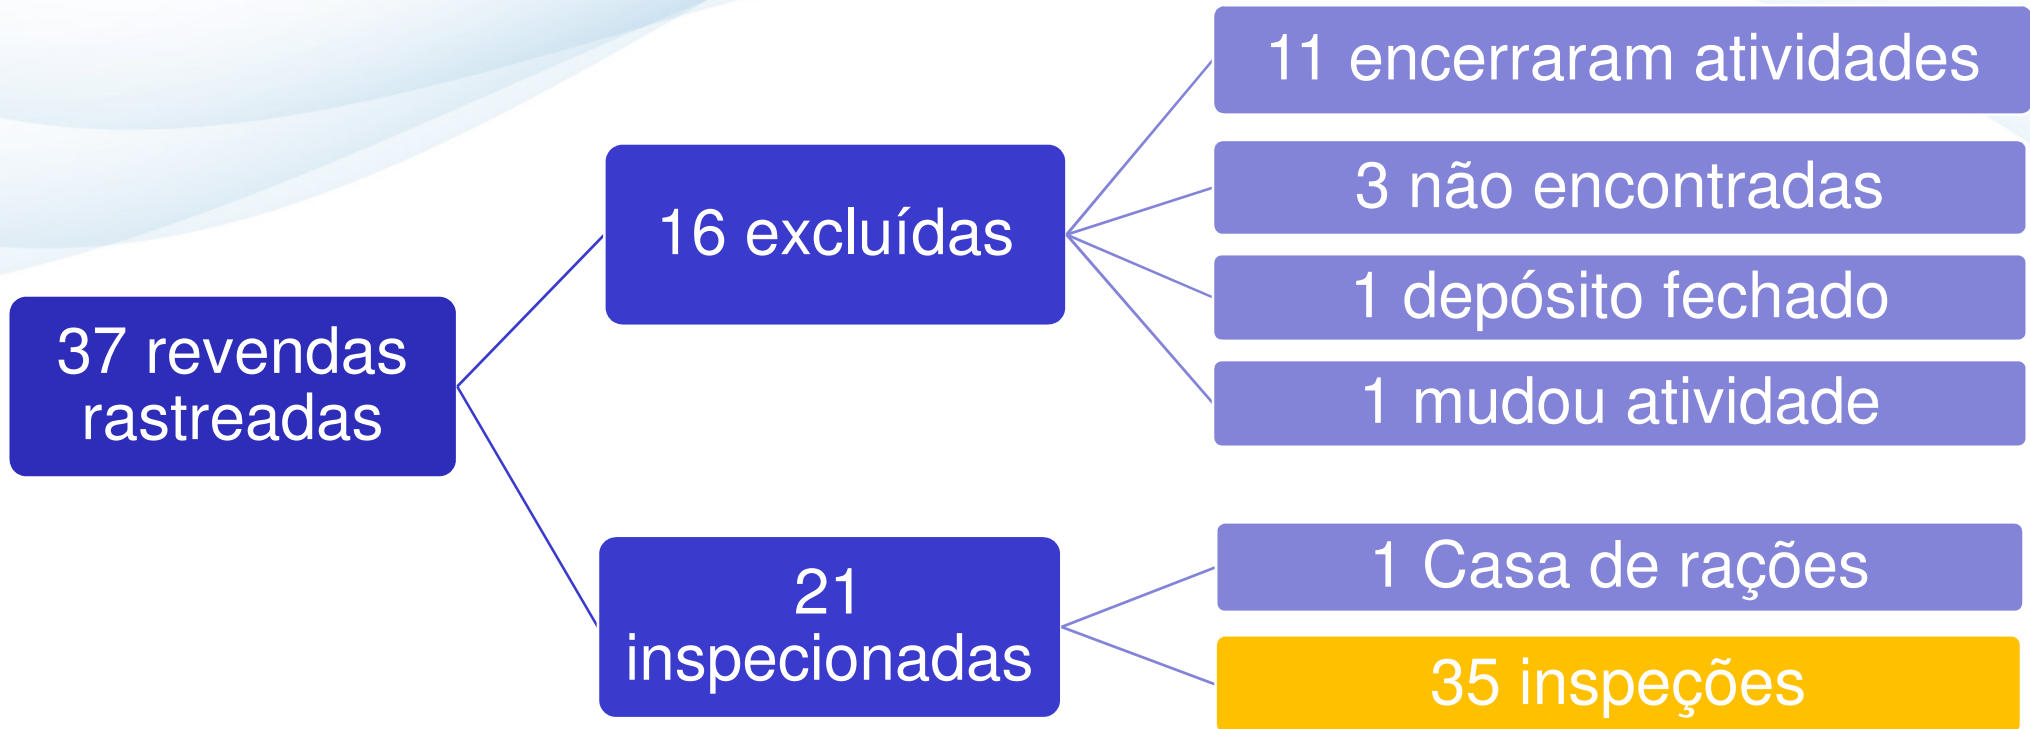 37 revendas
rastreadas
16 excluídas
11 encerraram atividades
3 não encontradas
1 depósito fechado
1 mudou atividade
21
inspecionadas
1 Casa de rações
35 inspeções